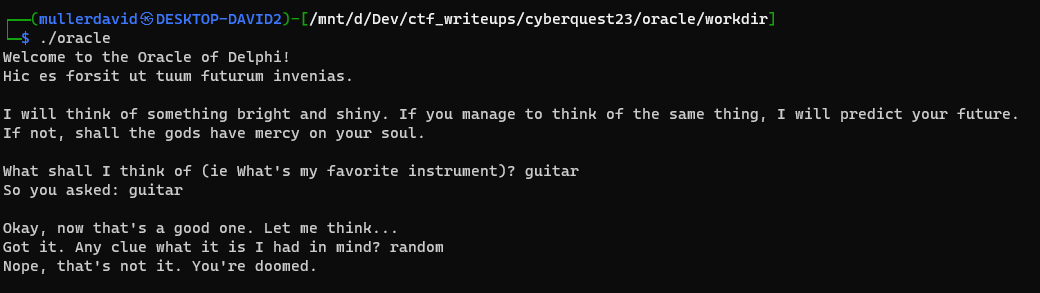 ┌──(mullerdavid㉿DESKTOP-DAVID2)-[/mnt/d/Dev/ctf_writeups/cyberquest23/oracle/workdir]
└─$ ./oracle
Welcome to the Oracle of Delphi!
Hic es forsit ut tuum futurum invenias.
I will think of something bright and shiny. If you manage to think of the same thing, I will predict your future.
If not, shall the gods have mercy on your soul.
What shall I think of (ie What's my favorite instrument)? guitar
So you asked: guitar
Okay, now that's a good one. Let me think...
Got it. Any clue what it is I had in mind? random
Nope, that's not it. You're doomed.